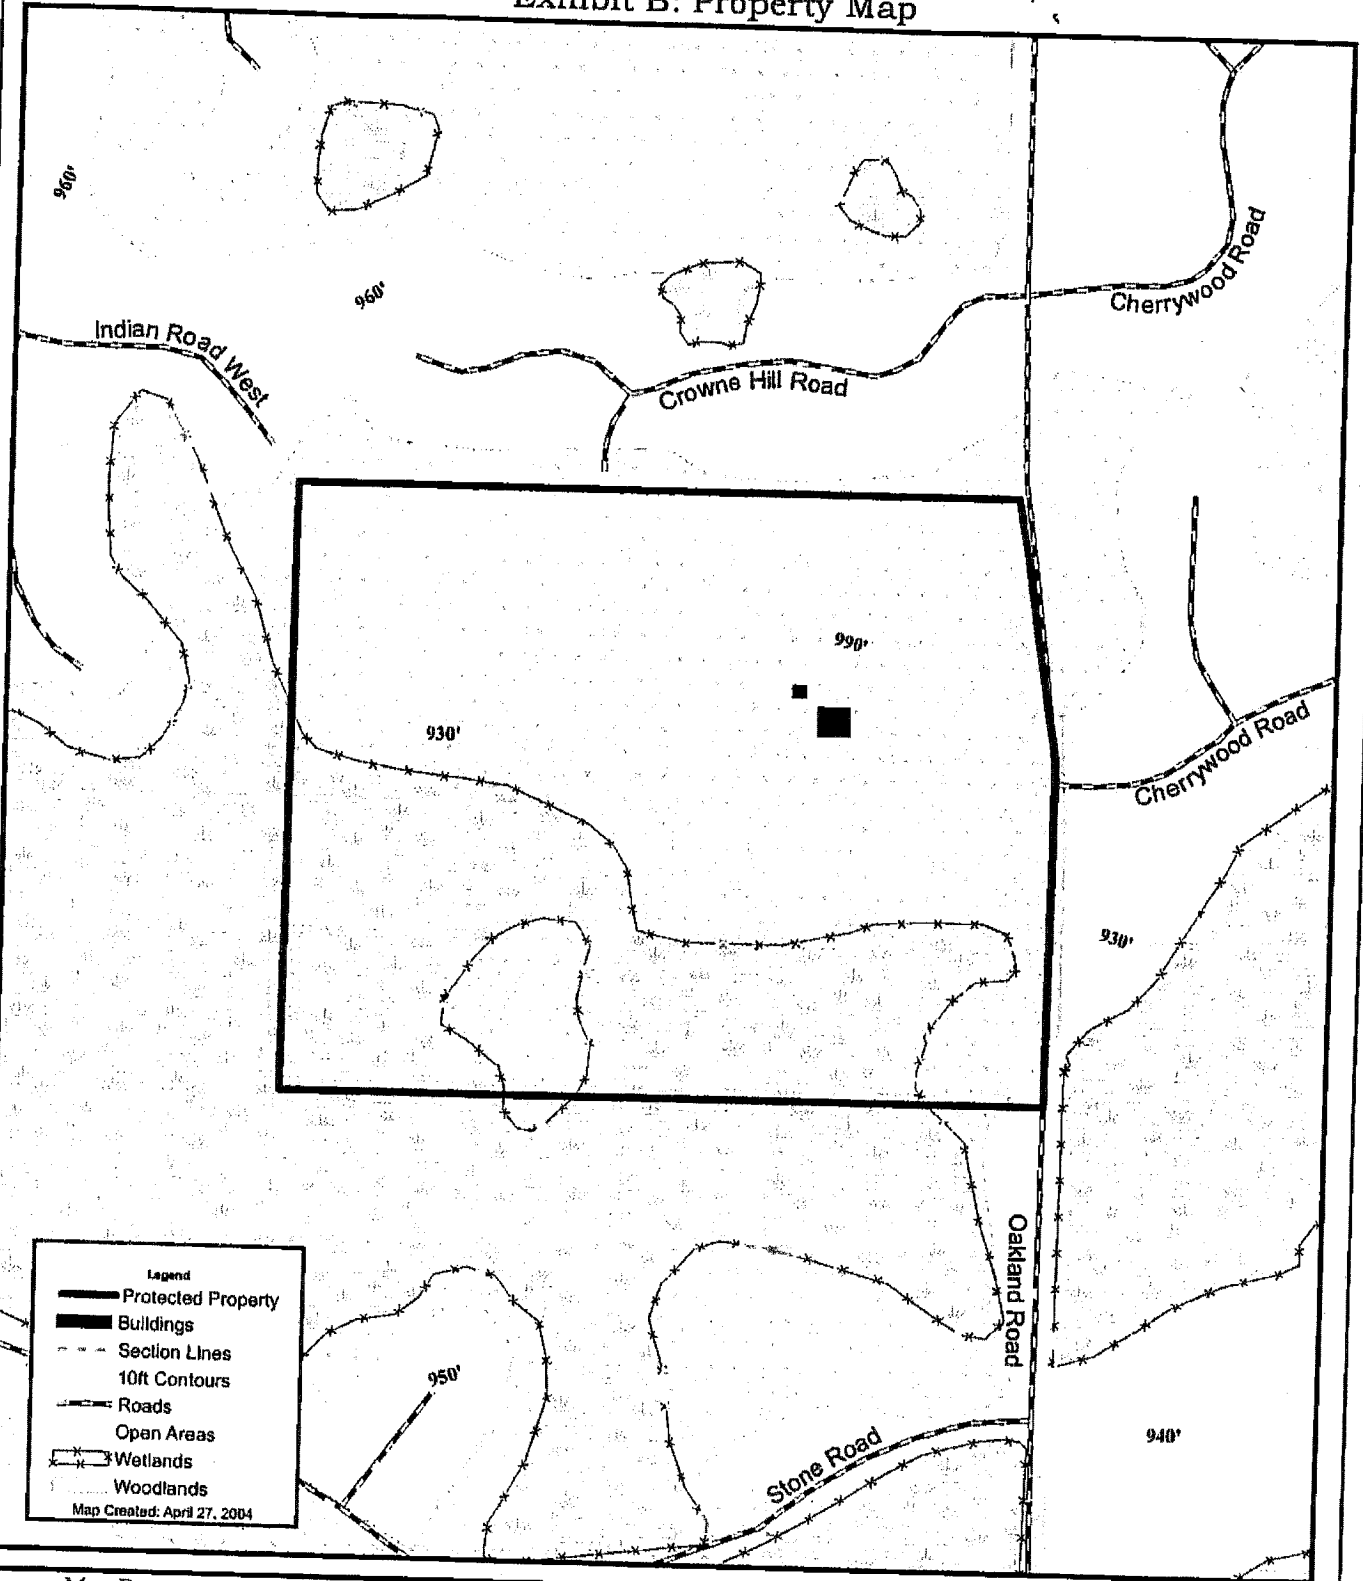 Exhibit B: Property Map
960'
Cherrywood Road
960'
Indian Road West
Crowne Hill Road
990'
930'
Cherrywood Road
930'
Oakland Road
Legend
Protected Property
Buildings
Section Lines
10ft Contours
Roads
Open Areas
Wetlands
Woodlands
Map Created: April 27, 2004
950'
Stone Road
940'